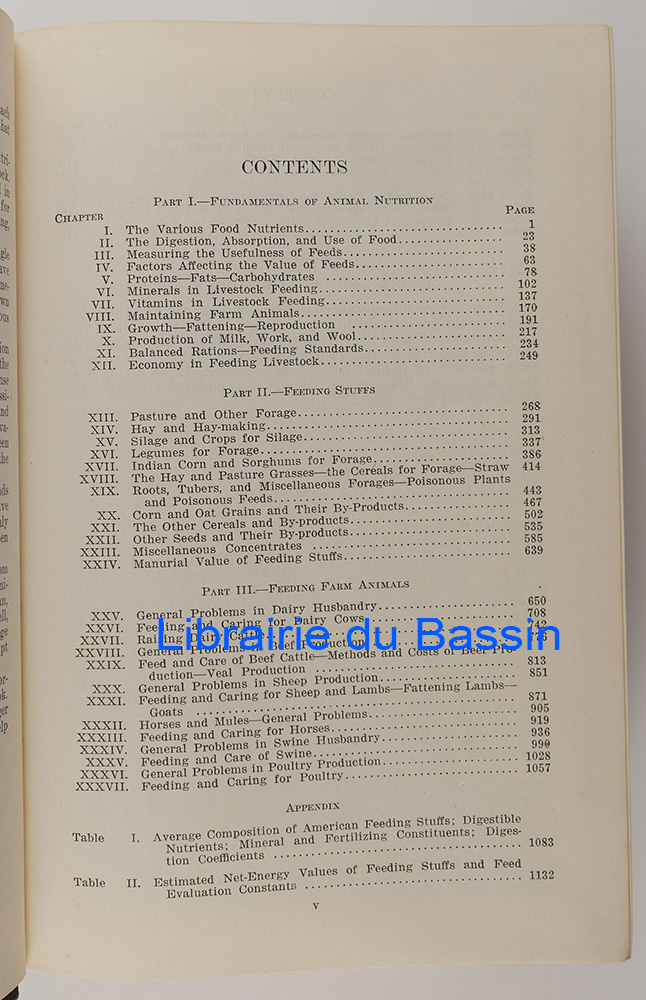 CONTENTS
PART I.—FUNDAMENTALS OF ANIMAL NUTRITION
CHAPTER PAGE
I. The Various Food Nutrients 1
II. The Digestion, Absorption, and Use of Food 23
III. Measuring the Usefulness of Feeds 38
IV. Factors Affecting the Value of Feeds 63
V. Proteins—Fats—Carbohydrates 78
VI. Minerals in Livestock Feeding 102
VII. Vitamins in Livestock Feeding 137
VIII. Maintaining Farm Animals 170
IX. Growth—Fattening—Reproduction 191
X. Production of Milk, Work, and Wool 217
XI. Balanced Rations—Feeding Standards 234
XII. Economy in Feeding Livestock 249
PART II.—FEEDING STUFFS
XIII. Pasture and Other Forage 268
XIV. Hay and Hay-making 291
XV. Silage and Crops for Silage 313
XVI. Legumes for Forage 337
XVII. Indian Corn and Sorghums for Forage 386
XVIII. The Hay and Pasture Grasses—the Cereals for Forage—Straw 414
XIX. Roots, Tubers, and Miscellaneous Forages—Poisonous Plants
and Poisonous Feeds 443
XX. Corn and Oat Grains and Their By-Products 467
XXI. The Other Cereals and By-products 502
XXII. Other Seeds and Their By-products 535
XXIII. Miscellaneous Concentrates 585
XXIV. Manurial Value of Feeding Stuffs 639
PART III.—FEEDING FARM ANIMALS
XXV. General Problems in Dairy Husbandry 650
XXVI. Feeding and Caring for Dairy Cows 708
XXVII. Raising Dairy Cattle 742
XXVIII. General Problems in Beef Production 776
XXIX. Feed and Care of Beef Cattle—Methods and Costs of Beef Pro-
duction—Veal Production 813
XXX. General Problems in Sheep Production 851
XXXI. Feeding and Caring for Sheep and Lambs—Fattening Lambs—
Goats 871
XXXII. Horses and Mules—General Problems 905
XXXIII. Feeding and Caring for Horses 919
XXXIV. General Problems in Swine Husbandry 936
XXXV. Feeding and Care of Swine 990
XXXVI. General Problems in Poultry Production 1028
XXXVII. Feeding and Caring for Poultry 1057
Librairie du Bassin
APPENDIX
Table I. Average Composition of American Feeding Stuffs; Digestible
Nutrients; Mineral and Fertilizing Constituents; Diges-
tion Coefficients 1083
Table II. Estimated Net-Energy Values of Feeding Stuffs and Feed
Evaluation Constants 1132
v